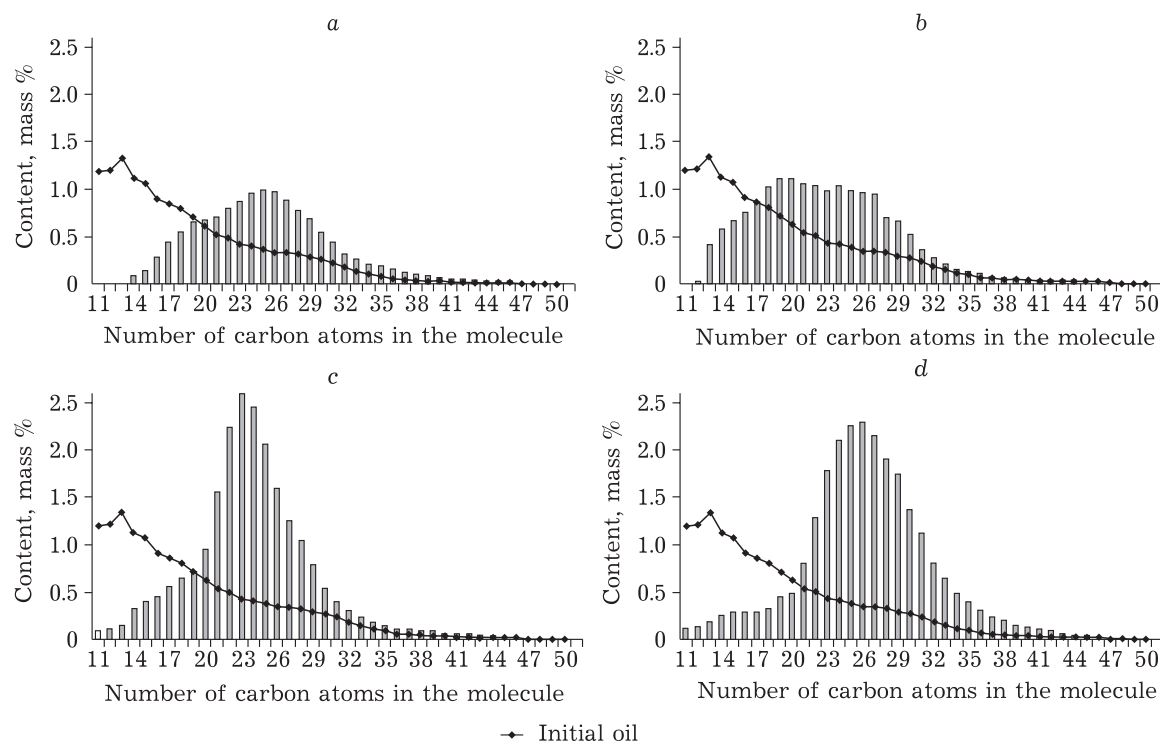 a
Content, mass %
2.5
2.0
1.5
1.0
0.5
0
11 14 17 20 23 26 29 32 35 38 41 44 47 50
Number of carbon atoms in the molecule
b
Content, mass %
2.5
2.0
1.5
1.0
0.5
0
11 14 17 20 23 26 29 32 35 38 41 44 47 50
Number of carbon atoms in the molecule
c
Content, mass %
2.5
2.0
1.5
1.0
0.5
0
11 14 17 20 23 26 29 32 35 38 41 44 47 50
Number of carbon atoms in the molecule
d
Content, mass %
2.5
2.0
1.5
1.0
0.5
0
11 14 17 20 23 26 29 32 35 38 41 44 47 50
Number of carbon atoms in the molecule
Initial oil